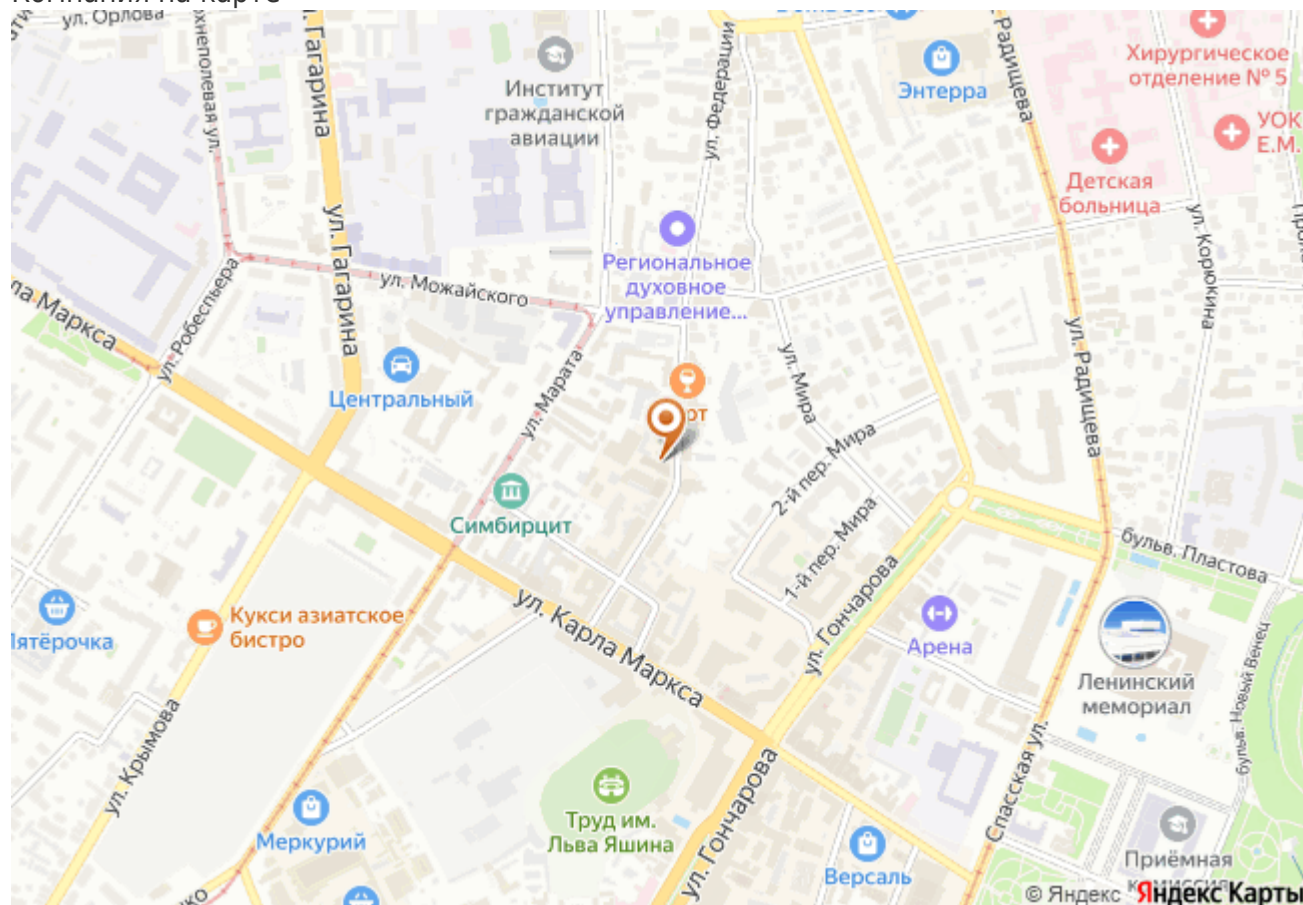 Компания на карте
ул. Орлова
ул. Гагарина
Институт
гражданской
авиации
ул. Федерации
Энтерра
Радищева
Хирургическое
отделение № 5
УОК
Е.М.
Детская
больница
ул. Корюкина
ул. Гагарина
Региональное
духовное
управление...
ул. Можайского
ла Маркса
ул. Робеспьера
Центральный
ул. Марата
ул. Мира
ул. Радищева
2-й пер. Мира
1-й пер. Мира
Симбирцит
бульв. Пластова
ул. Гончарова
Кукси азиатское
бистро
ул. Карла Маркса
Арена
Ленинский
мемориал
бульв. Новый Венец
ул. Крымова
Спасская ул.
Труд им.
Льва Яшина
Меркурий
ул. Гончарова
Версаль
Приёмная
комиссия
© Яндекс Яндекс Карты